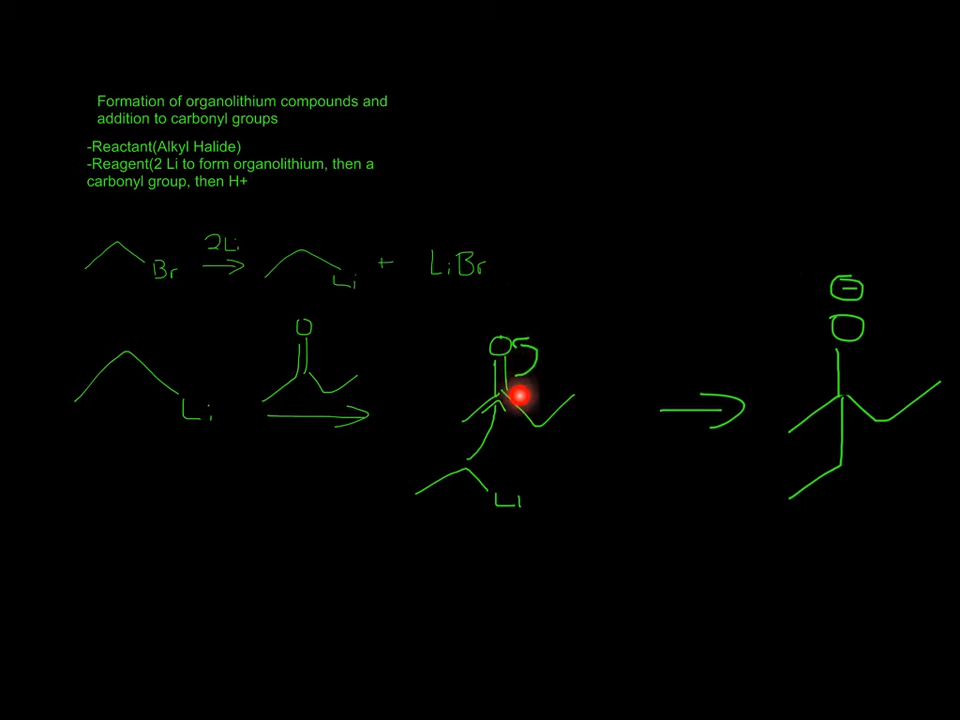 Formation of organolithium compounds and
addition to carbonyl groups
-Reactant(Alkyl Halide)
-Reagent(2 Li to form organolithium, then a
carbonyl group, then H+
Br 2Li Li + LiBr
O
Li
O
Li
⊖
O